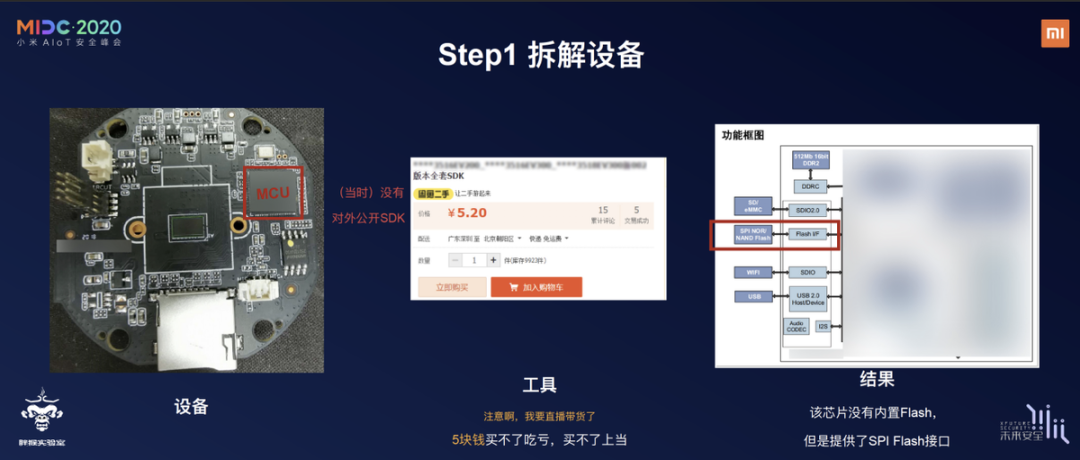 MIDC·2020
小米 AIoT 安全峰会
Step1 拆解设备
MCU
(当时)没有
对外公开SDK
版本全套SDK
闲置二手 让二手靠起来
价格 ¥5.20
15 累计评论
5 交易成功
配送 广东深圳 至 北京朝阳区 快递 免运费
数量 - 1 + 件(库存9923件)
立即购买
加入购物车
功能框图
512Mb 16bit
DDR2
DDRC
SD/
eMMC
SDIO2.0
SPI NOR/
NAND Flash
Flash I/F
WIFI
SDIO
USB
USB 2.0
Host/Device
Audio
CODEC
I2S
设备
工具
注意啊，我要直播带货了
5块钱买不了吃亏，买不了上当
结果
该芯片没有内置Flash，
但是提供了SPI Flash接口
胖猴实验室
XFUTURE
SECURITY
未来安全